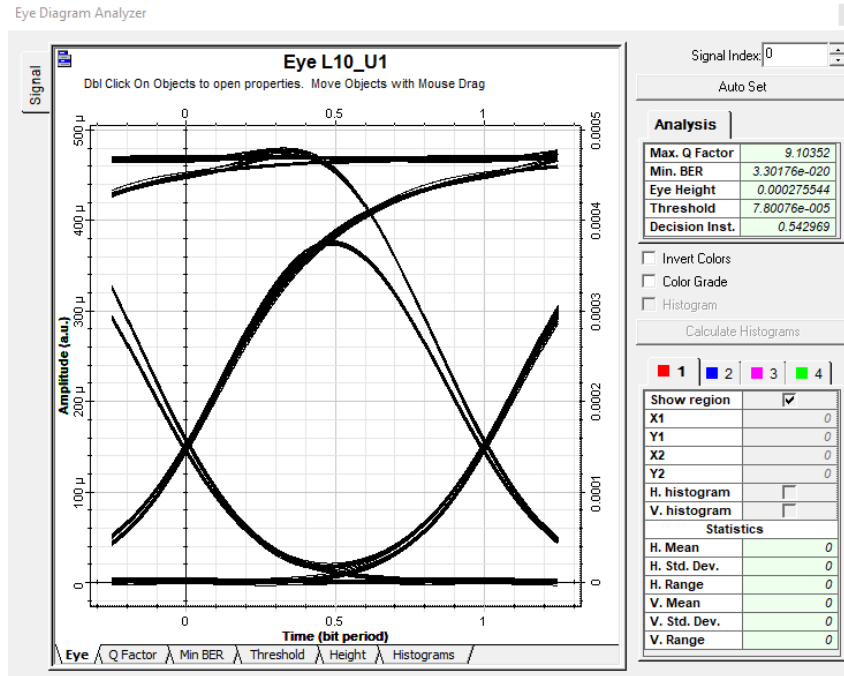 Eye Diagram Analyzer
Signal
Eye L10_U1
Dbl Click On Objects to open properties. Move Objects with Mouse Drag
0 0.5 1
500 µ
400 µ
300 µ
200 µ
100 µ
0
Amplitude (a.u.)
0.0005
0.0004
0.0003
0.0002
0.0001
0
0 0.5 1
Time (bit period)
Eye Q Factor Min BER Threshold Height Histograms
Signal Index: 0
Auto Set
Analysis
Max. Q Factor 9.10352
Min. BER 3.30176e-020
Eye Height 0.000275544
Threshold 7.80076e-005
Decision Inst. 0.542969
Invert Colors
Color Grade
Histogram
Calculate Histograms
1 2 3 4
Show region
X1 0
Y1 0
X2 0
Y2 0
H. histogram
V. histogram
Statistics
H. Mean 0
H. Std. Dev. 0
H. Range 0
V. Mean 0
V. Std. Dev. 0
V. Range 0